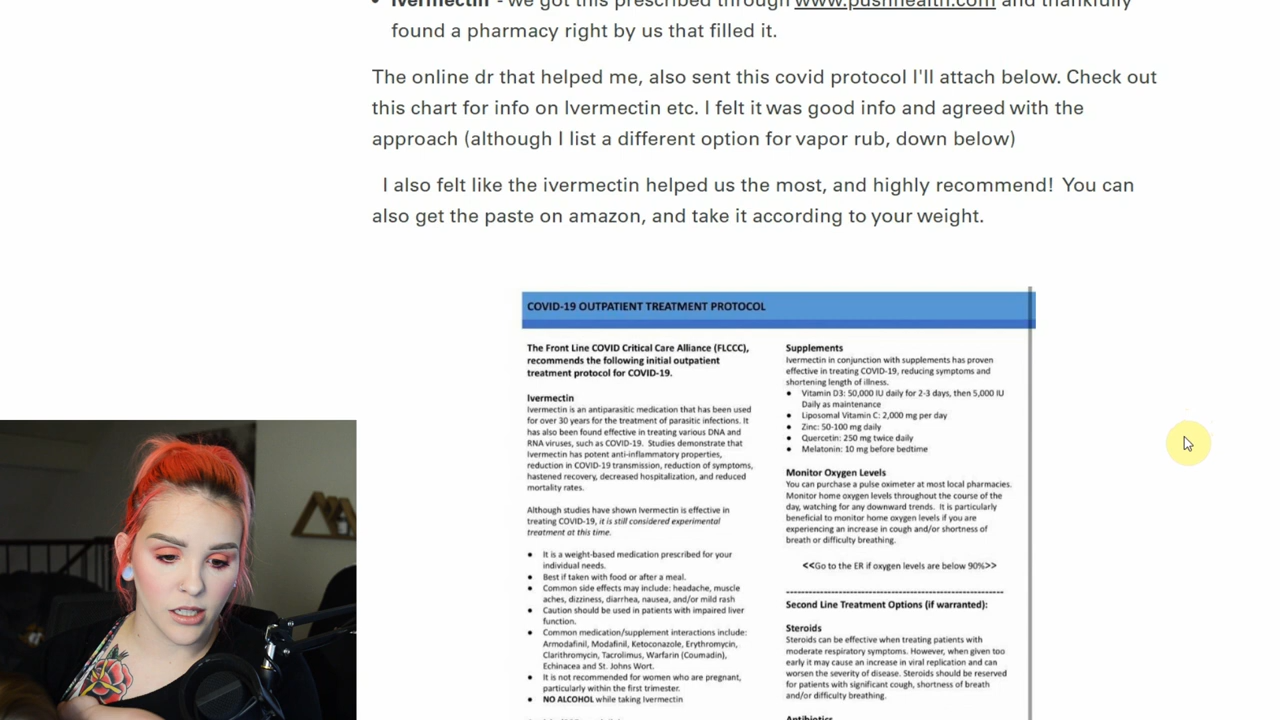 Ivermectin - we got this prescribed through www.pushhealth.com and thankfully
found a pharmacy right by us that filled it.
The online dr that helped me, also sent this covid protocol I'll attach below. Check out
this chart for info on Ivermectin etc. I felt it was good info and agreed with the
approach (although I list a different option for vapor rub, down below)
I also felt like the ivermectin helped us the most, and highly recommend! You can
also get the paste on amazon, and take it according to your weight.
COVID-19 OUTPATIENT TREATMENT PROTOCOL
The Front Line COVID Critical Care Alliance (FLCCC),
recommends the following initial outpatient
treatment protocol for COVID-19.
Ivermectin
Ivermectin is an antiparasitic medication that has been used
for over 30 years for the treatment of parasitic infections. It
has also been found effective in treating various DNA and
RNA viruses, such as COVID-19. Studies demonstrate that
Ivermectin has potent anti-inflammatory properties,
reduction in COVID-19 transmission, reduction of symptoms,
hastened recovery, decreased hospitalization, and reduced
mortality rates.
Although studies have shown Ivermectin is effective in
treating COVID-19, it is still considered experimental
treatment at this time.
• It is a weight-based medication prescribed for your
individual needs.
• Best if taken with food or after a meal.
• Common side effects may include: headache, muscle
aches, dizziness, diarrhea, nausea, and/or mild rash
• Caution should be used in patients with impaired liver
function.
• Common medication/supplement interactions include:
Armodafinil, Modafinil, Ketoconazole, Erythromycin,
Clarithromycin, Tacrolimus, Warfarin (Coumadin),
Echinacea and St. Johns Wort.
• It is not recommended for women who are pregnant,
particularly within the first trimester.
• NO ALCOHOL while taking Ivermectin
Supplements
Ivermectin in conjunction with supplements has proven
effective in treating COVID-19, reducing symptoms and
shortening length of illness.
• Vitamin D3: 50,000 IU daily for 2-3 days, then 5,000 IU
Daily as maintenance
• Liposomal Vitamin C: 2,000 mg per day
• Zinc: 50-100 mg daily
• Quercetin: 250 mg twice daily
• Melatonin: 10 mg before bedtime
Monitor Oxygen Levels
You can purchase a pulse oximeter at most local pharmacies.
Monitor home oxygen levels throughout the course of the
day, watching for any downward trends. It is particularly
beneficial to monitor home oxygen levels if you are
experiencing an increase in cough and/or shortness of
breath or difficulty breathing.
<<Go to the ER if oxygen levels are below 90%>>
Second Line Treatment Options (if warranted):
Steroids
Steroids can be effective when treating patients with
moderate respiratory symptoms. However, when given too
early it may cause an increase in viral replication and can
worsen the severity of disease. Steroids should be reserved
for patients with significant cough, shortness of breath
and/or difficulty breathing.
Antibiotics